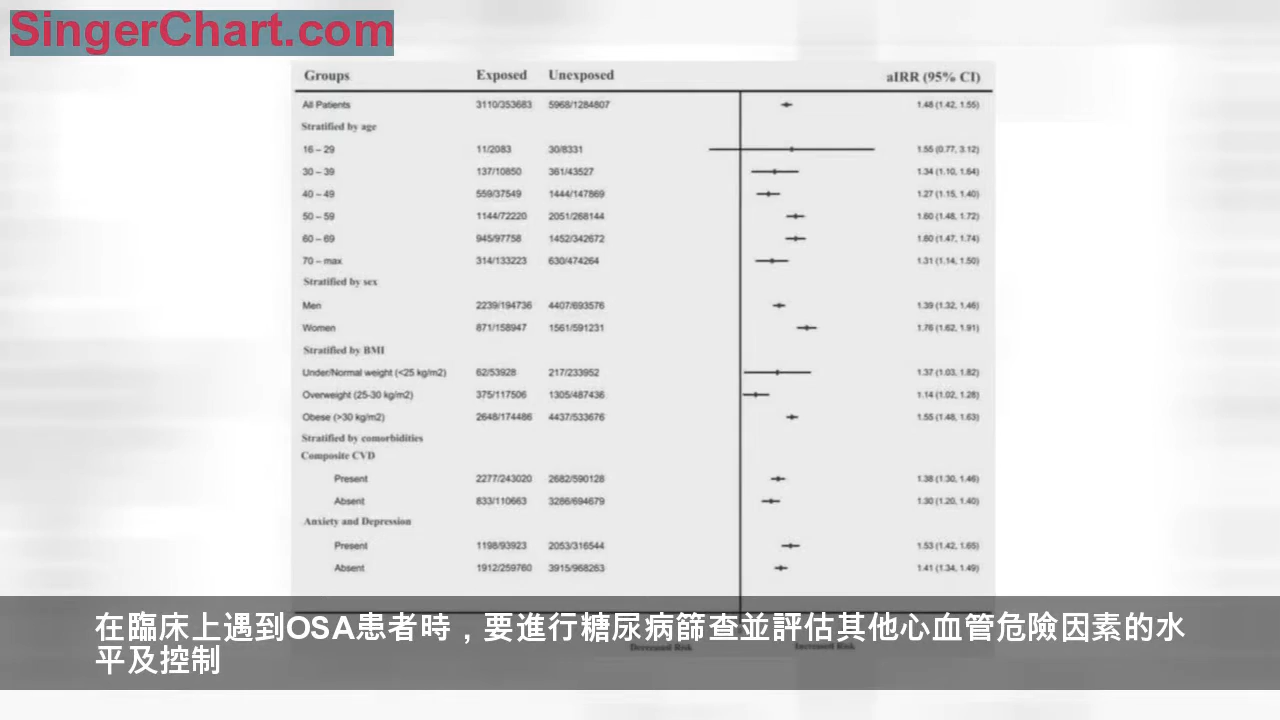 SingerChart.com
Groups Exposed Unexposed aIRR (95% CI)
All Patients 3110/353683 5968/1284807 1.48 (1.42, 1.55)
Stratified by age
16 – 29 11/2083 30/8331 1.55 (0.77, 3.12)
30 – 39 137/10850 361/43527 1.34 (1.10, 1.64)
40 – 49 559/37549 1444/147869 1.27 (1.15, 1.40)
50 – 59 1144/72220 2051/268144 1.60 (1.48, 1.72)
60 – 69 945/97758 1452/342672 1.60 (1.47, 1.74)
70 – max 314/133223 630/474264 1.31 (1.14, 1.50)
Stratified by sex
Men 2239/194736 4407/693576 1.39 (1.32, 1.46)
Women 871/158947 1561/591231 1.76 (1.62, 1.91)
Stratified by BMI
Under/Normal weight (<25 kg/m2) 62/53928 217/233952 1.37 (1.03, 1.82)
Overweight (25-30 kg/m2) 375/117506 1305/487436 1.14 (1.02, 1.28)
Obese (>30 kg/m2) 2648/174486 4437/533676 1.55 (1.48, 1.63)
Stratified by comorbidities
Composite CVD
Present 2277/243020 2682/590128 1.38 (1.30, 1.46)
Absent 833/110663 3286/694679 1.30 (1.20, 1.40)
Anxiety and Depression
Present 1198/93923 2053/316544 1.53 (1.42, 1.65)
Absent 1912/259760 3915/968263 1.41 (1.34, 1.49)
在臨床上遇到OSA患者時，要進行糖尿病篩查並評估其他心血管危險因素的水
平及控制
Decreased Risk Increased Risk